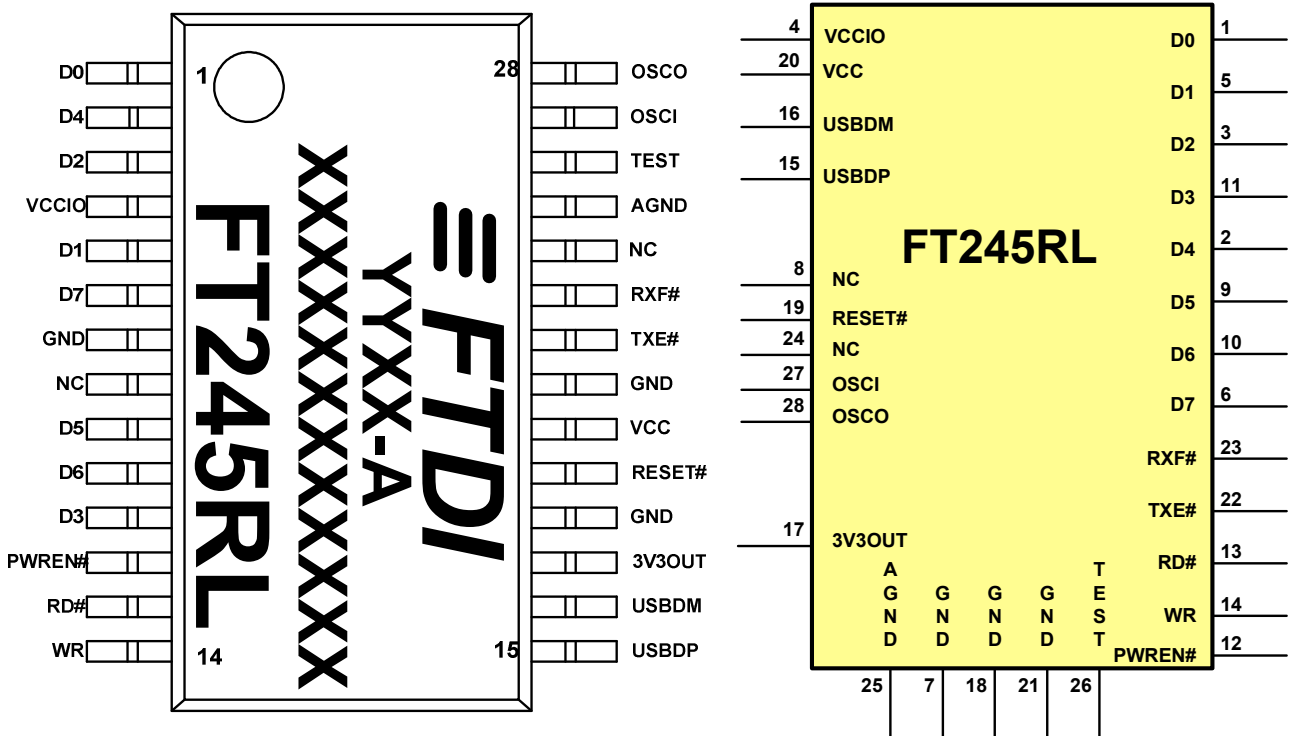 D0
D4
D2
VCCIO
D1
D7
GND
NC
D5
D6
D3
PWREN#
RD#
WR
1
14
28
15
FT245RL
XXXXXXXXXXXX
YYXX-A
FTDI
OSCO
OSCI
TEST
AGND
NC
RXF#
TXE#
GND
VCC
RESET#
GND
3V3OUT
USBDM
USBDP
4 VCCIO
20 VCC
16 USBDM
15 USBDP
8 NC
19 RESET#
24 NC
27 OSCI
28 OSCO
17 3V3OUT
FT245RL
D0 1
D1 5
D2 3
D3 11
D4 2
D5 9
D6 10
D7 6
RXF# 23
TXE# 22
RD# 13
WR 14
PWREN# 12
AGND
GND
GND
GND
TEST
25 7 18 21 26